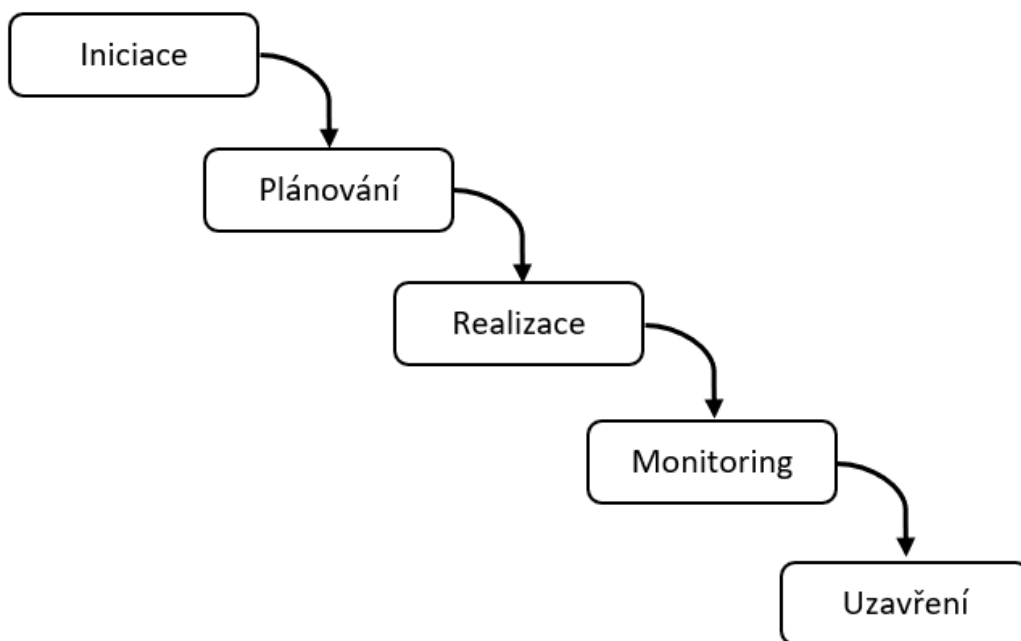 Iniciace
Plánování
Realizace
Monitoring
Uzavření